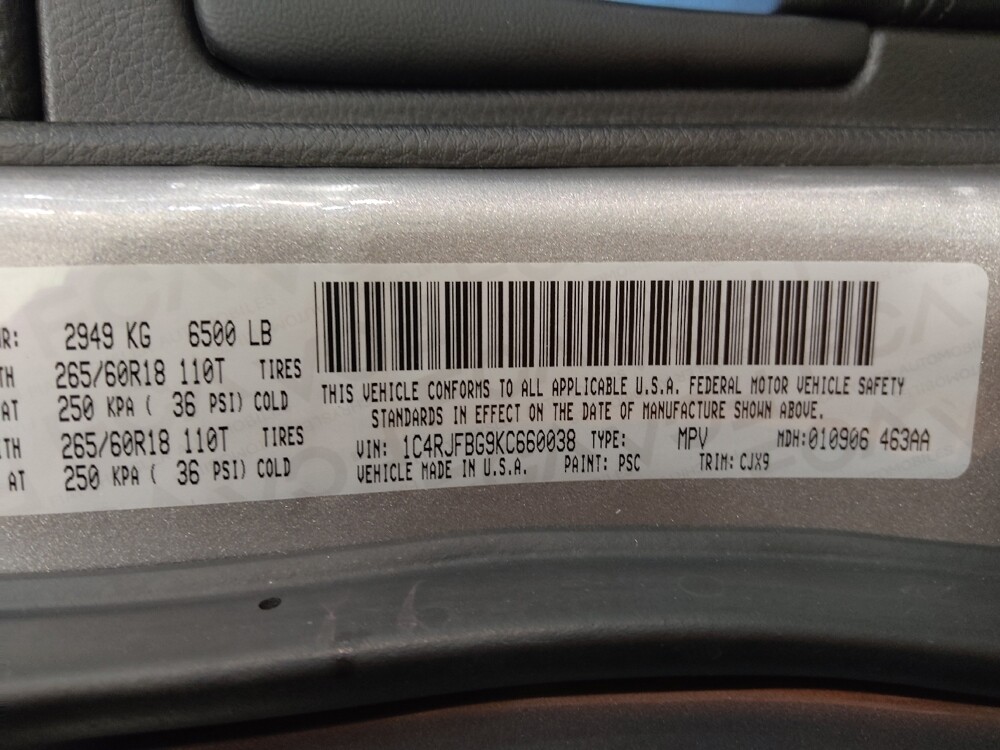 R: 2949 KG 6500 LB
TH 265/60R18 110T TIRES
AT 250 KPA ( 36 PSI) COLD
ITH 265/60R18 110T TIRES
AT 250 KPA ( 36 PSI) COLD
THIS VEHICLE CONFORMS TO ALL APPLICABLE U.S.A. FEDERAL MOTOR VEHICLE SAFETY
STANDARDS IN EFFECT ON THE DATE OF MANUFACTURE SHOWN ABOVE.
VIN: 1C4RJFBG9KC660038 TYPE: MPV MDH:010906 463AA
VEHICLE MADE IN U.S.A. PAINT: PSC TRIM: CJX9